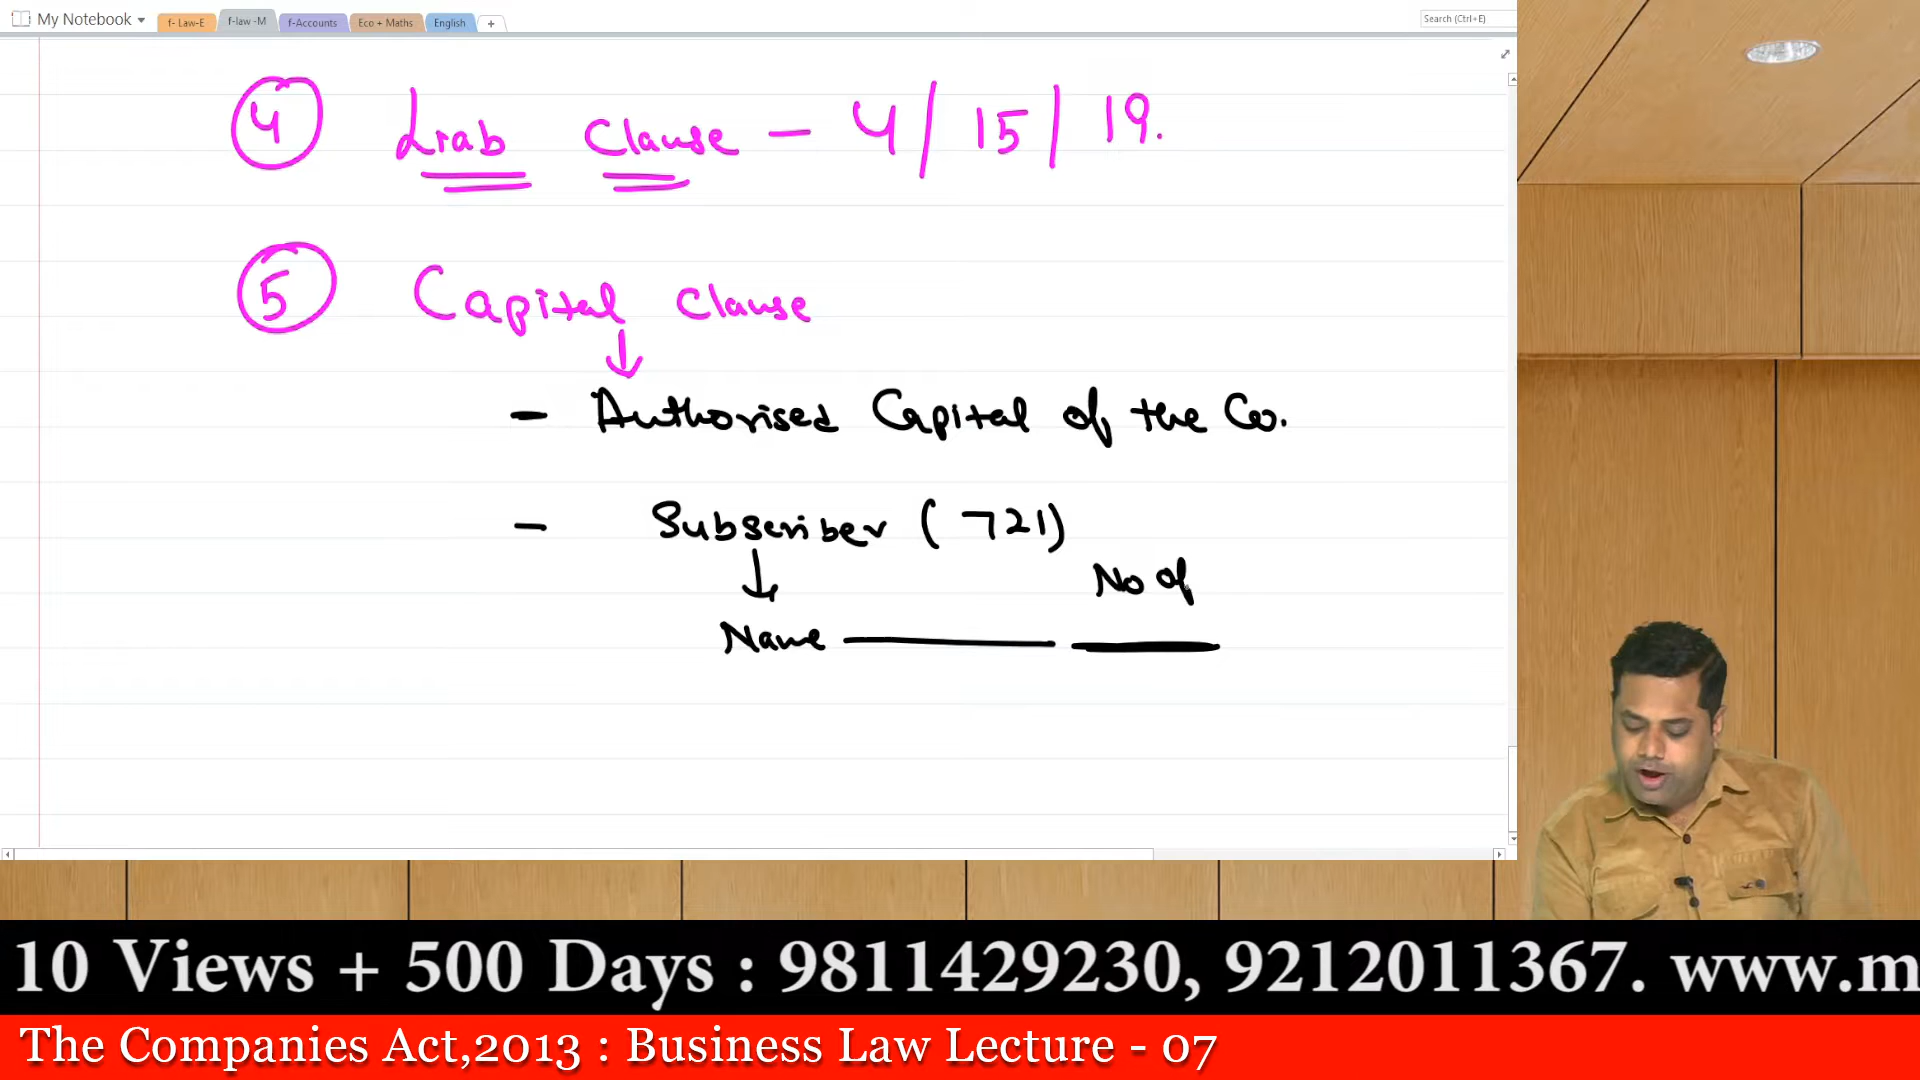 My Notebook f- Law-E f-law -M f-Accounts Eco + Maths English + Search (Ctrl+E)
4 Liab Clause - 4/ 15/ 19.
5 Capital Clause
- Authorised Capital of the Co.
- Subscriber ( 721)
No of
Name
10 Views + 500 Days : 9811429230, 9212011367. www.m
The Companies Act,2013 : Business Law Lecture - 07